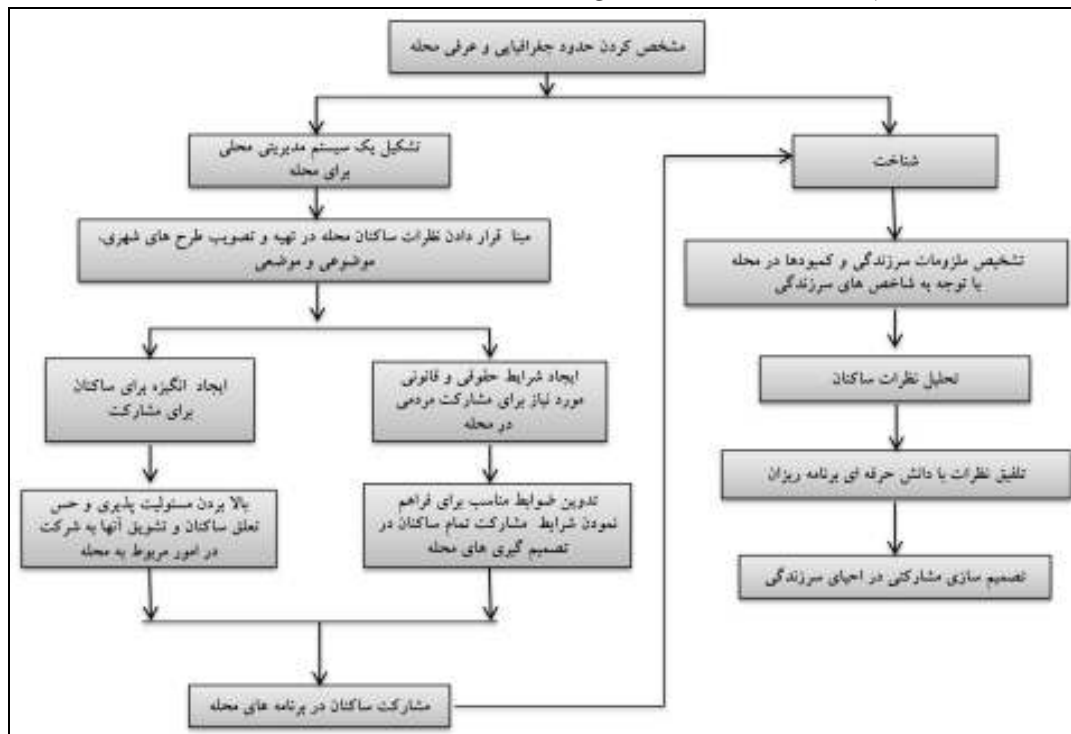 مشخص کردن حدود جغرافیایی و عرفی محله
شناخت
تشخیص ملزومات سرزندگی و کمبودها در محله
با توجه به شاخص های سرزندگی
تحلیل نظرات ساکنان
تلفیق نظرات با دانش حرفه ای برنامه ریزان
تصمیم سازی مشارکتی در احیای سرزندگی
تشکیل یک سیستم مدیریتی محلی
برای محله
مبنا قرار دادن نظرات ساکنان محله در تهیه و تصویب طرح های شهری،
موضوعی و موضعی
ایجاد شرایط حقوقی و قانونی
مورد نیاز برای مشارکت مردمی
در محله
تدوین ضوابط مناسب برای فراهم
نمودن شرایط مشارکت تمام ساکنان در
تصمیم گیری های محله
ایجاد انگیزه برای ساکنان
برای مشارکت
بالا بردن مسئولیت پذیری و حس
تعلق ساکنان و تشویق آنها به شرکت
در امور مربوط به محله
مشارکت ساکنان در برنامه های محله